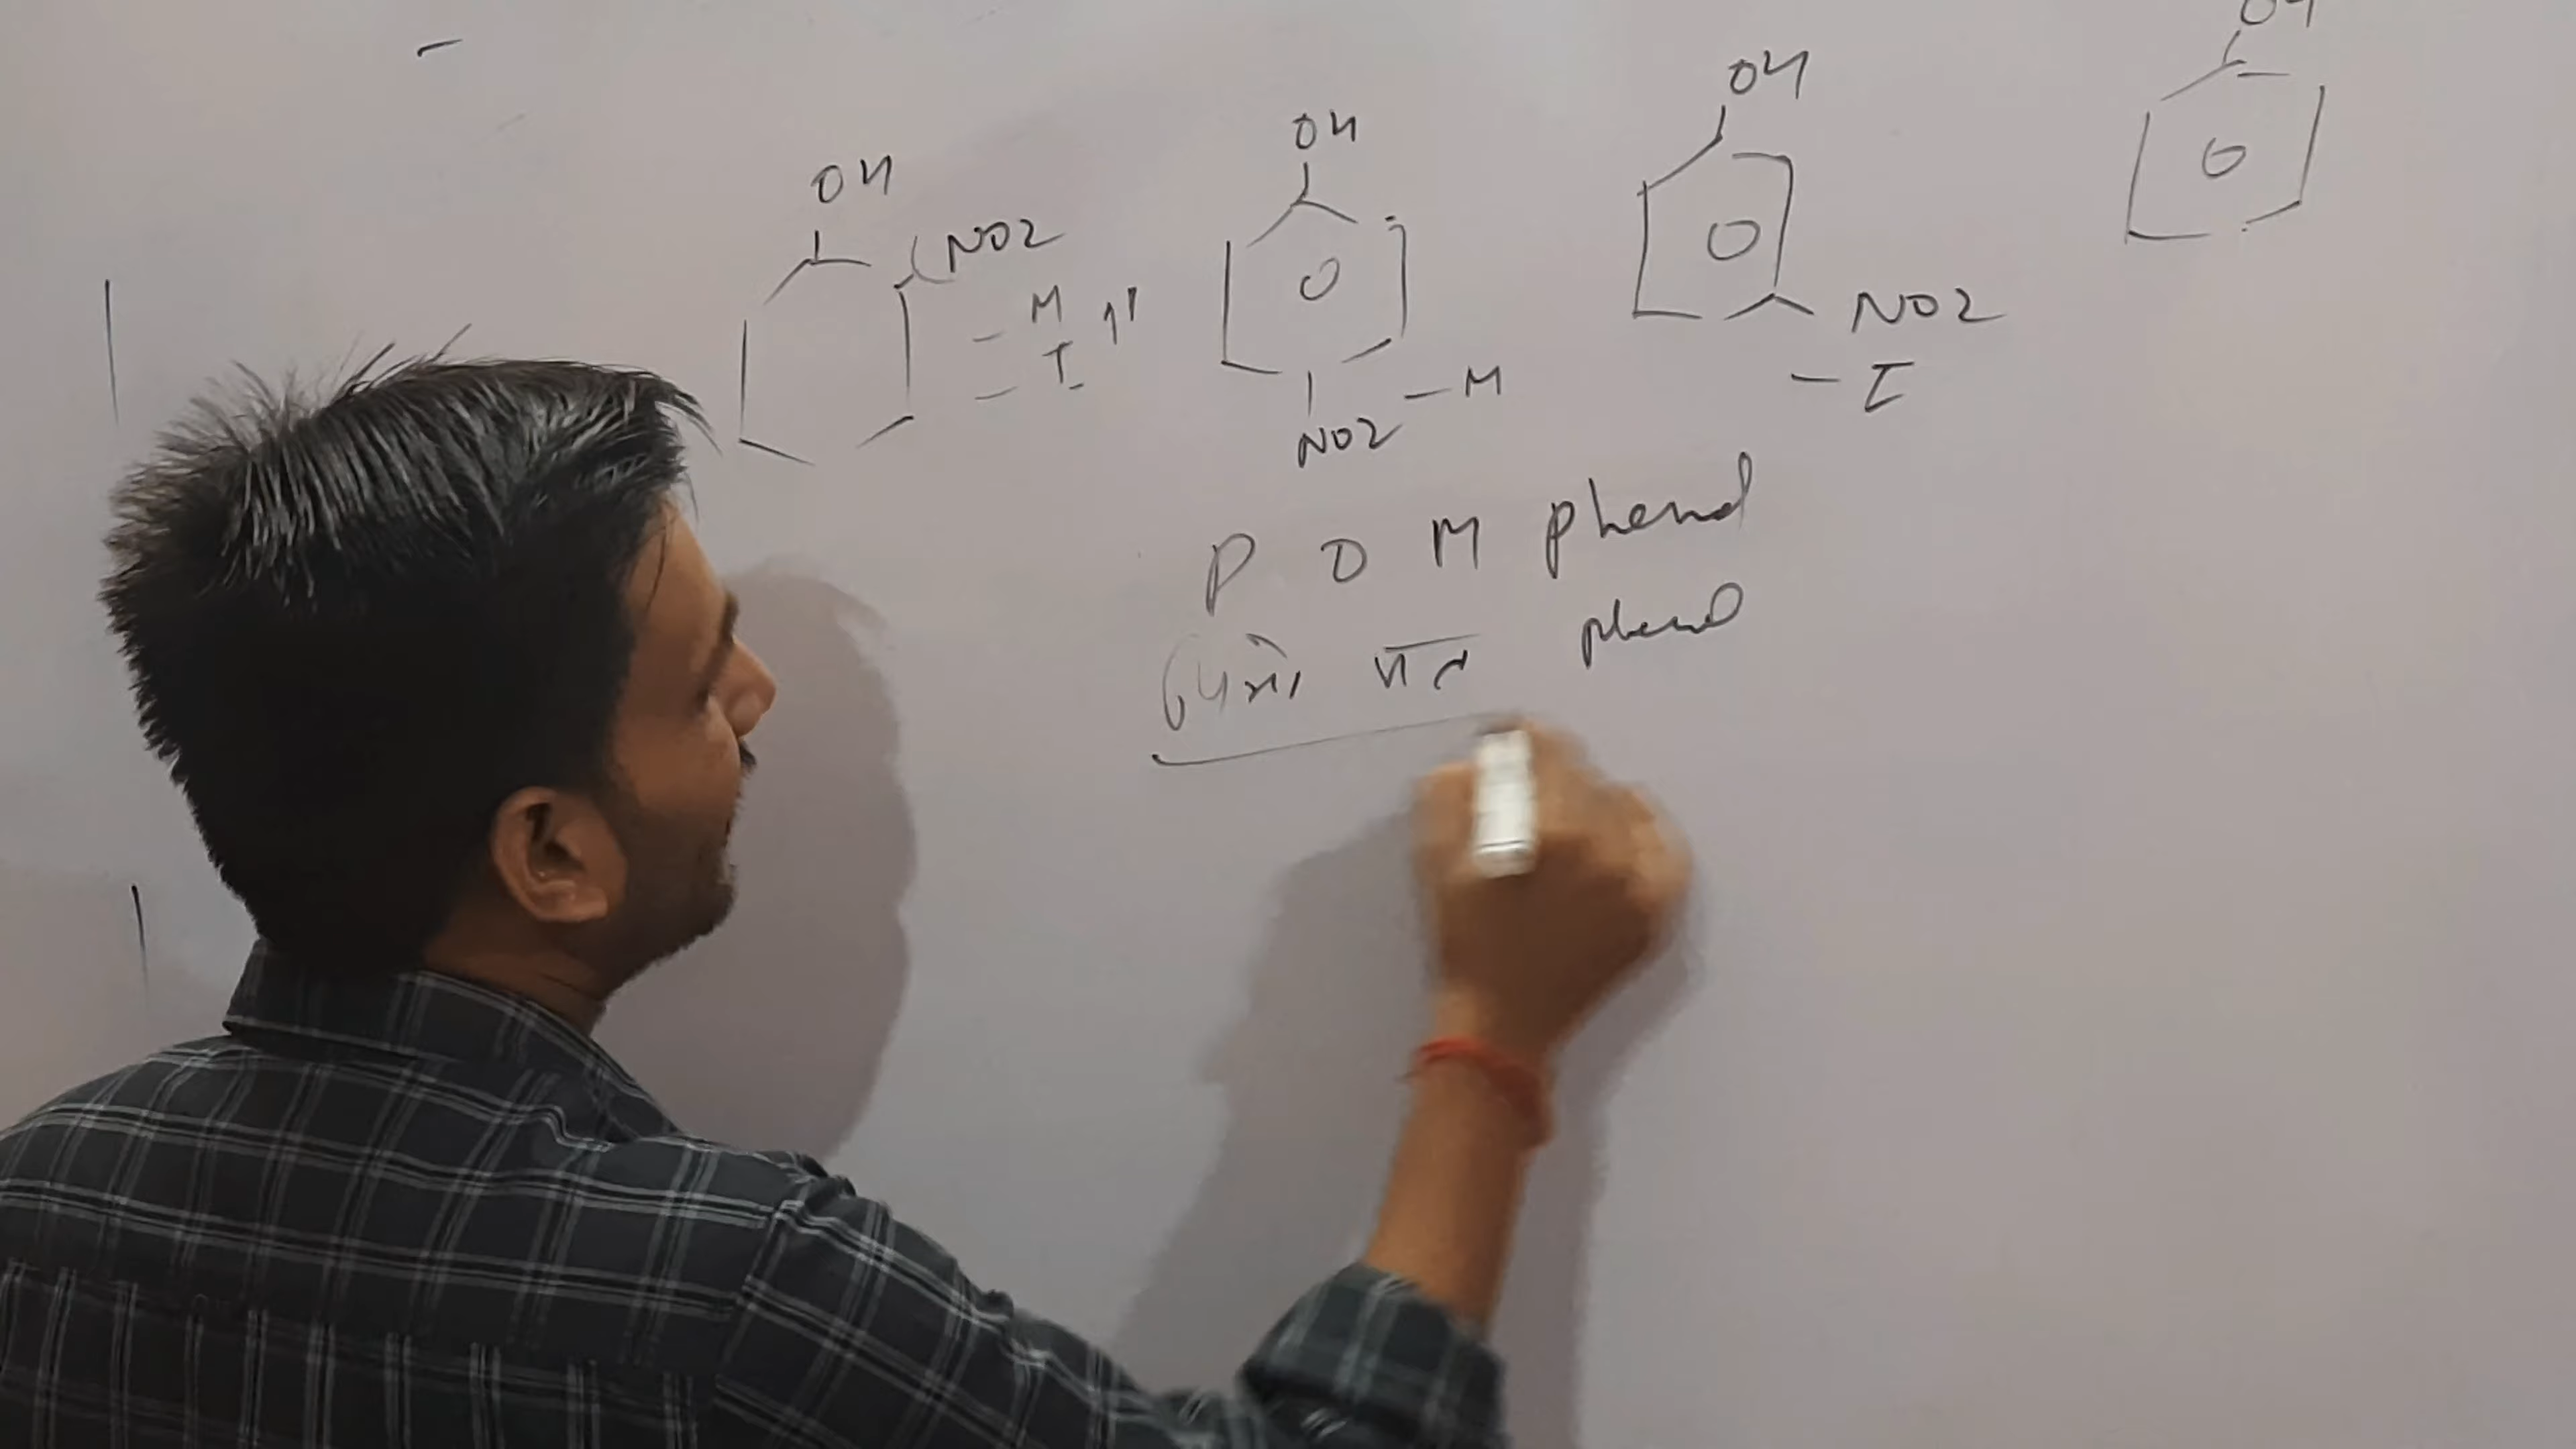 OH
OH
OH
OH
NO2
- M
- I
NO2 - M
NO2
- I
P O M phenol
phenol